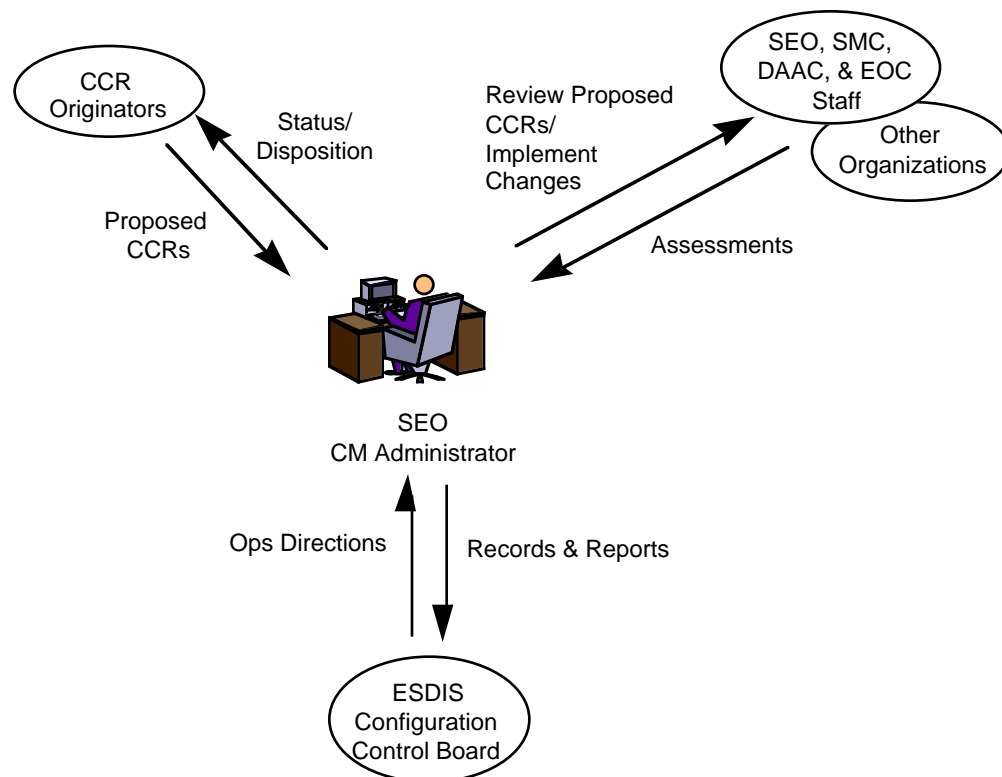 CCR
Originators
Status/
Disposition
Proposed
CCRs
Review Proposed
CCRs/
Implement
Changes
SEO, SMC,
DAAC, & EOC
Staff
Other
Organizations
Assessments
SEO
CM Administrator
Ops Directions
Records & Reports
ESDIS
Configuration
Control Board